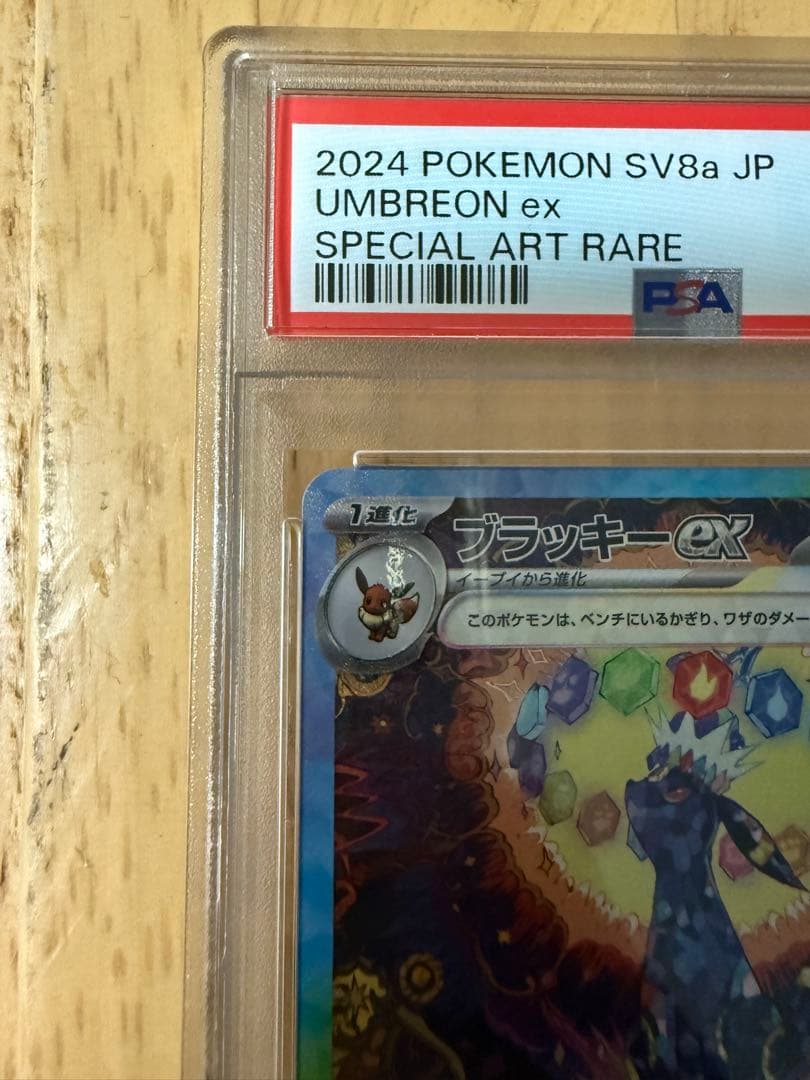 2024 POKEMON SV8a JP
UMBREON ex
SPECIAL ART RARE
PSA
1進化
ブラッキーex
イーブイから進化
このポケモンは、ベンチにいるかぎり、ワザのダメー